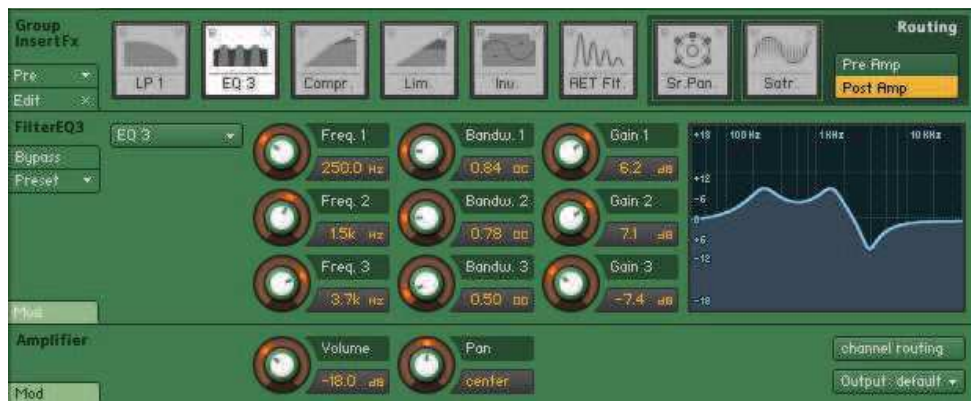 Group
InsertFx
Pre
Edit ×
LP 1
EQ 3
Compr.
Lim.
Inv.
AET Flt.
Sr.Pan.
Satr.
Routing
Pre Amp
Post Amp
FilterEQ3
Bypass
Preset
Mod
EQ 3
Freq. 1
250.0 Hz
Bandw. 1
0.84 oc
Gain 1
6.2 dB
Freq. 2
1.5k Hz
Bandw. 2
0.78 oc
Gain 2
7.1 dB
Freq. 3
3.7k Hz
Bandw. 3
0.50 oc
Gain 3
-7.4 dB
+18 100 Hz 1 KHz 10 KHz
+12
-6
0
+6
-12
-18
Amplifier
Mod
Volume
-18.0 dB
Pan
center
channel routing
Output: default